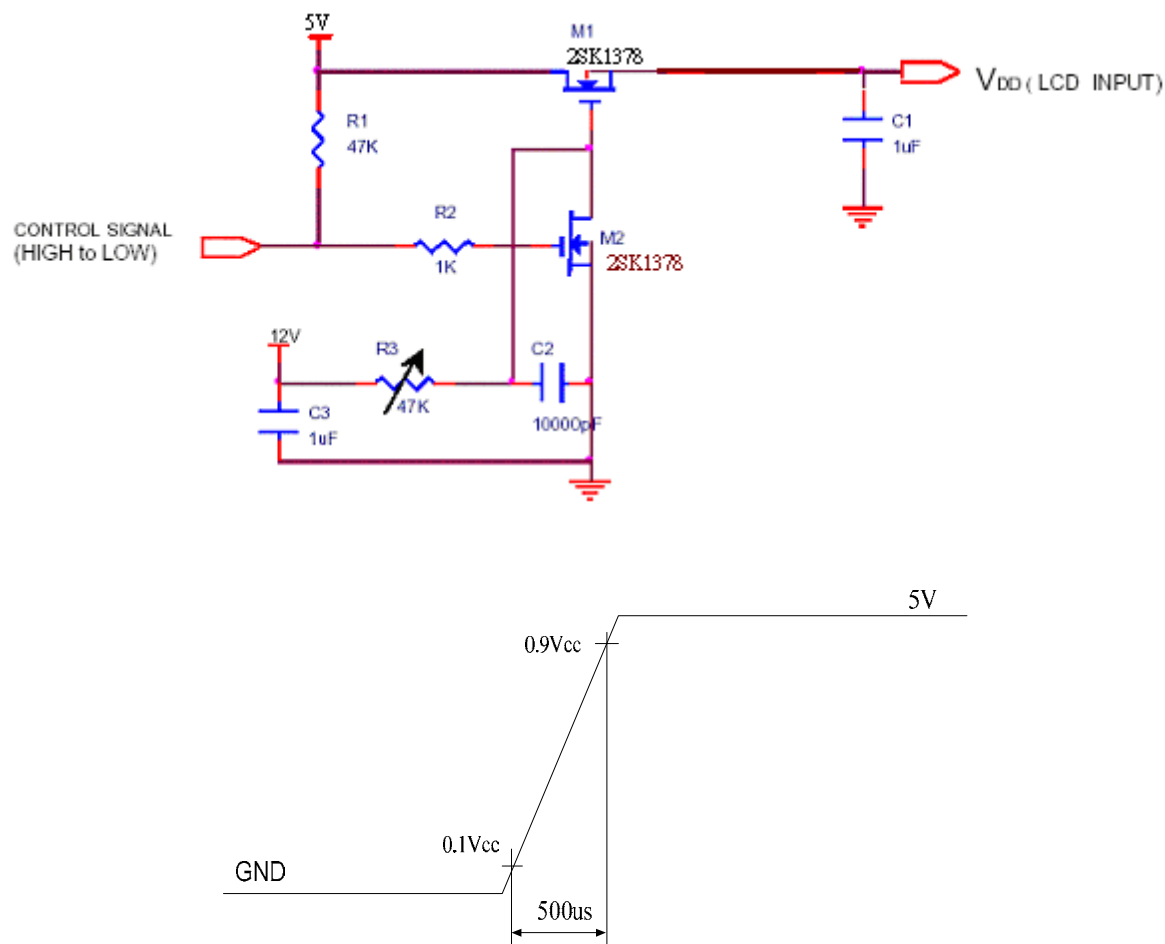 5V
M1
2SK1378
VDD ( LCD INPUT)
R1
47K
C1
1uF
CONTROL SIGNAL
(HIGH to LOW)
R2
1K
M2
2SK1378
12V
R3
47K
C2
10000pF
C3
1uF
5V
0.9Vcc
0.1Vcc
GND
500us